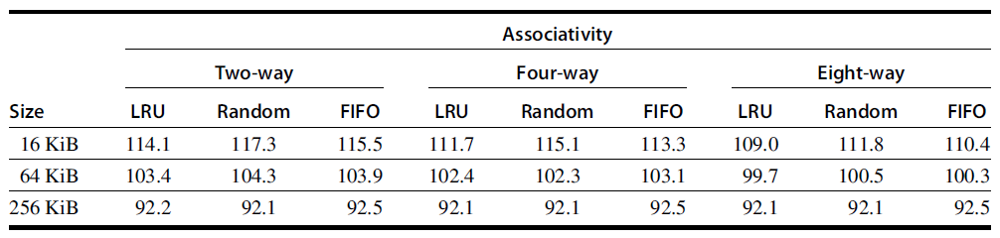 Associativity
Two-way Four-way Eight-way
Size LRU Random FIFO LRU Random FIFO LRU Random FIFO
16 KiB 114.1 117.3 115.5 111.7 115.1 113.3 109.0 111.8 110.4
64 KiB 103.4 104.3 103.9 102.4 102.3 103.1 99.7 100.5 100.3
256 KiB 92.2 92.1 92.5 92.1 92.1 92.5 92.1 92.1 92.5